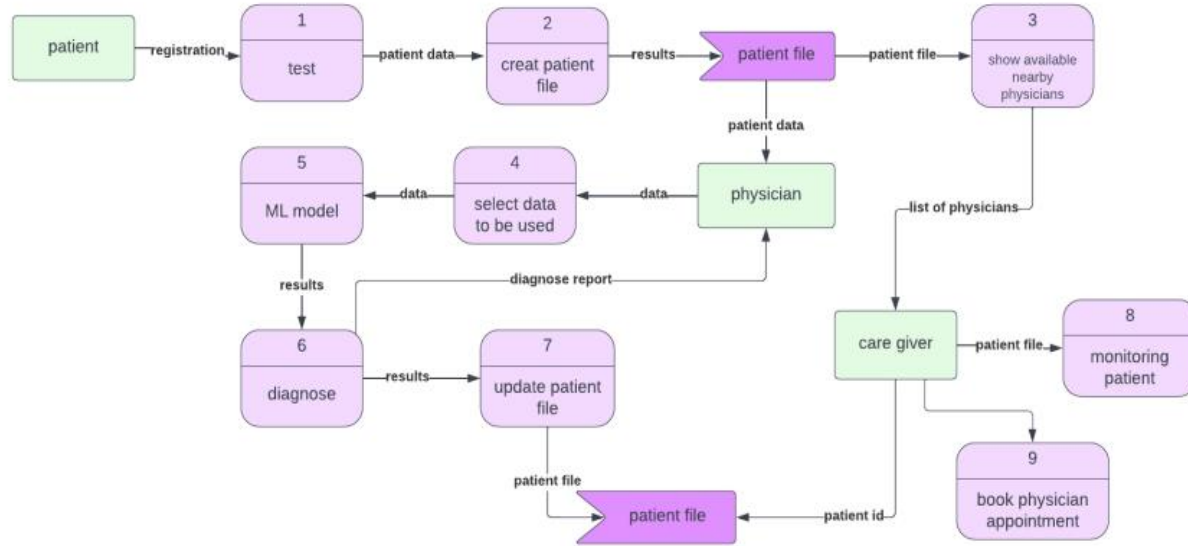 1
2
3
patient
registration
test
patient data
creat patient
file
results
patient file
patient file
show available
nearby
physicians
patient data
5
4
ML model
data
select data
to be used
data
physician
list of physicians
results
diagnose report
6
diagnose
results
7
update patient
file
care giver
patient file
8
monitoring
patient
9
book physician
appointment
patient file
patient file
patient id